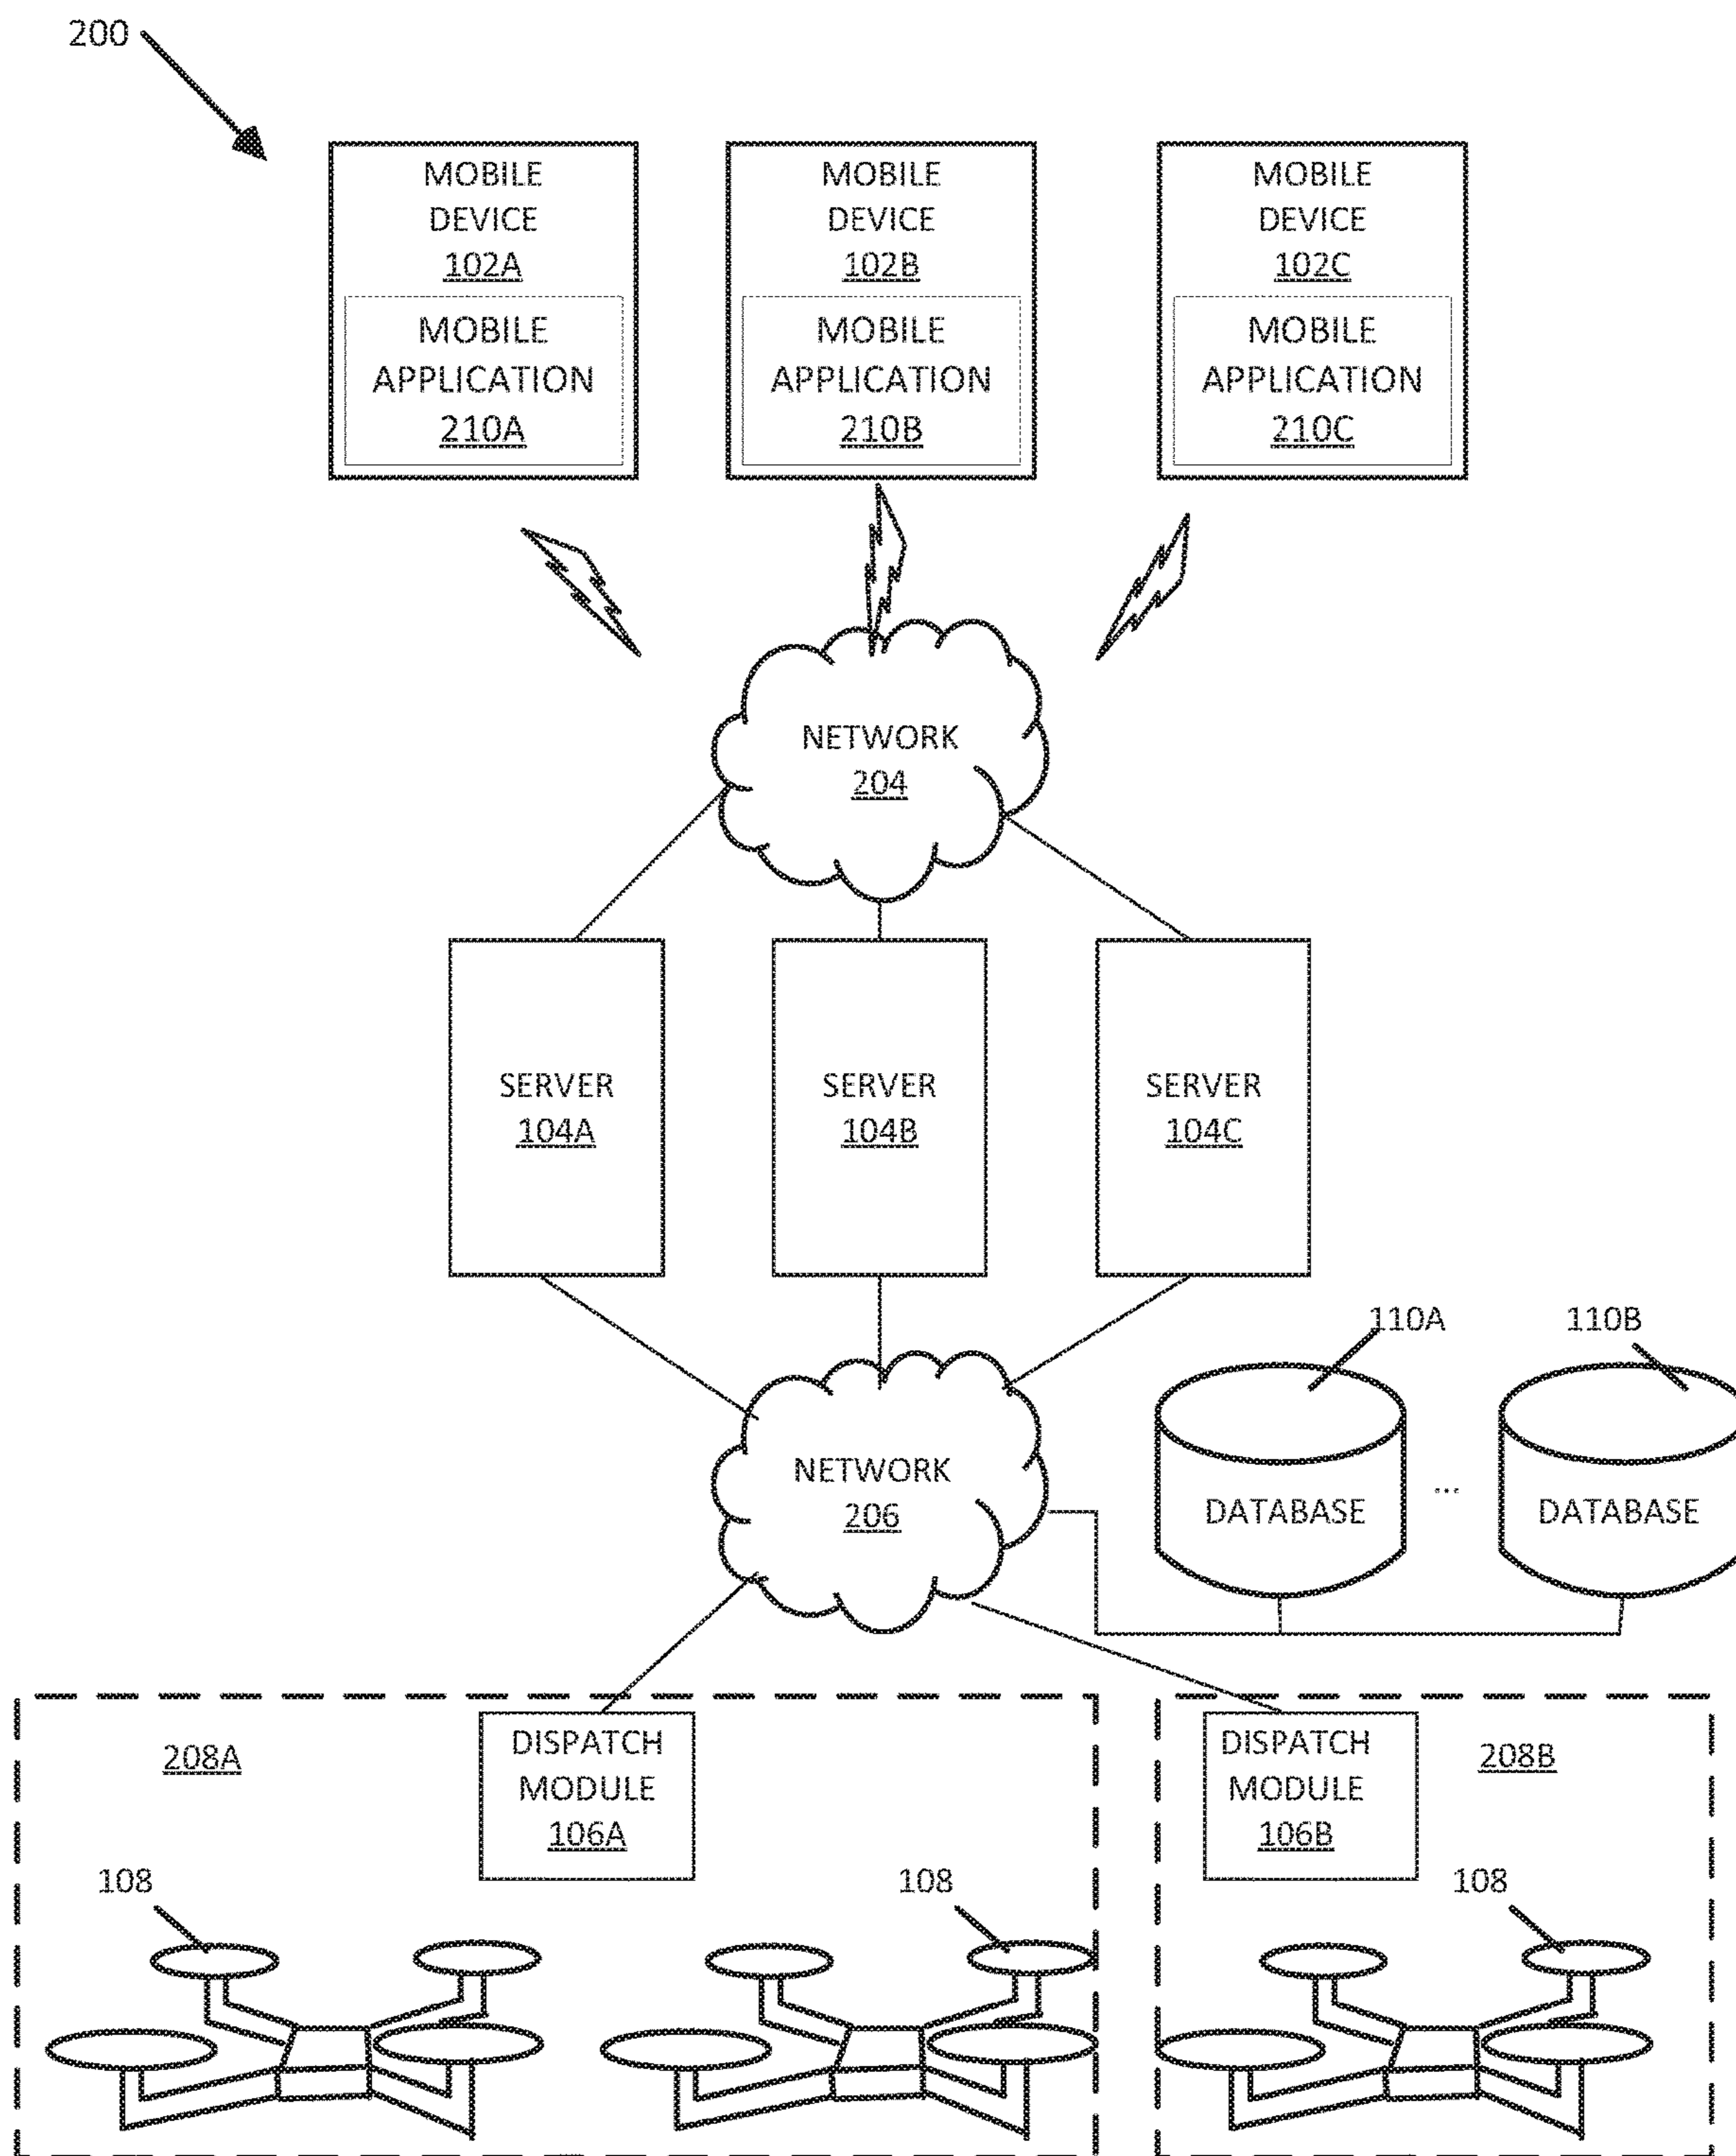 200
MOBILE
DEVICE
102A
MOBILE
APPLICATION
210A
MOBILE
DEVICE
102B
MOBILE
APPLICATION
210B
MOBILE
DEVICE
102C
MOBILE
APPLICATION
210C
NETWORK
204
SERVER
104A
SERVER
104B
SERVER
104C
110A
110B
NETWORK
206
DATABASE
...
DATABASE
208A
DISPATCH
MODULE
106A
DISPATCH
MODULE
106B
208B
108
108
108